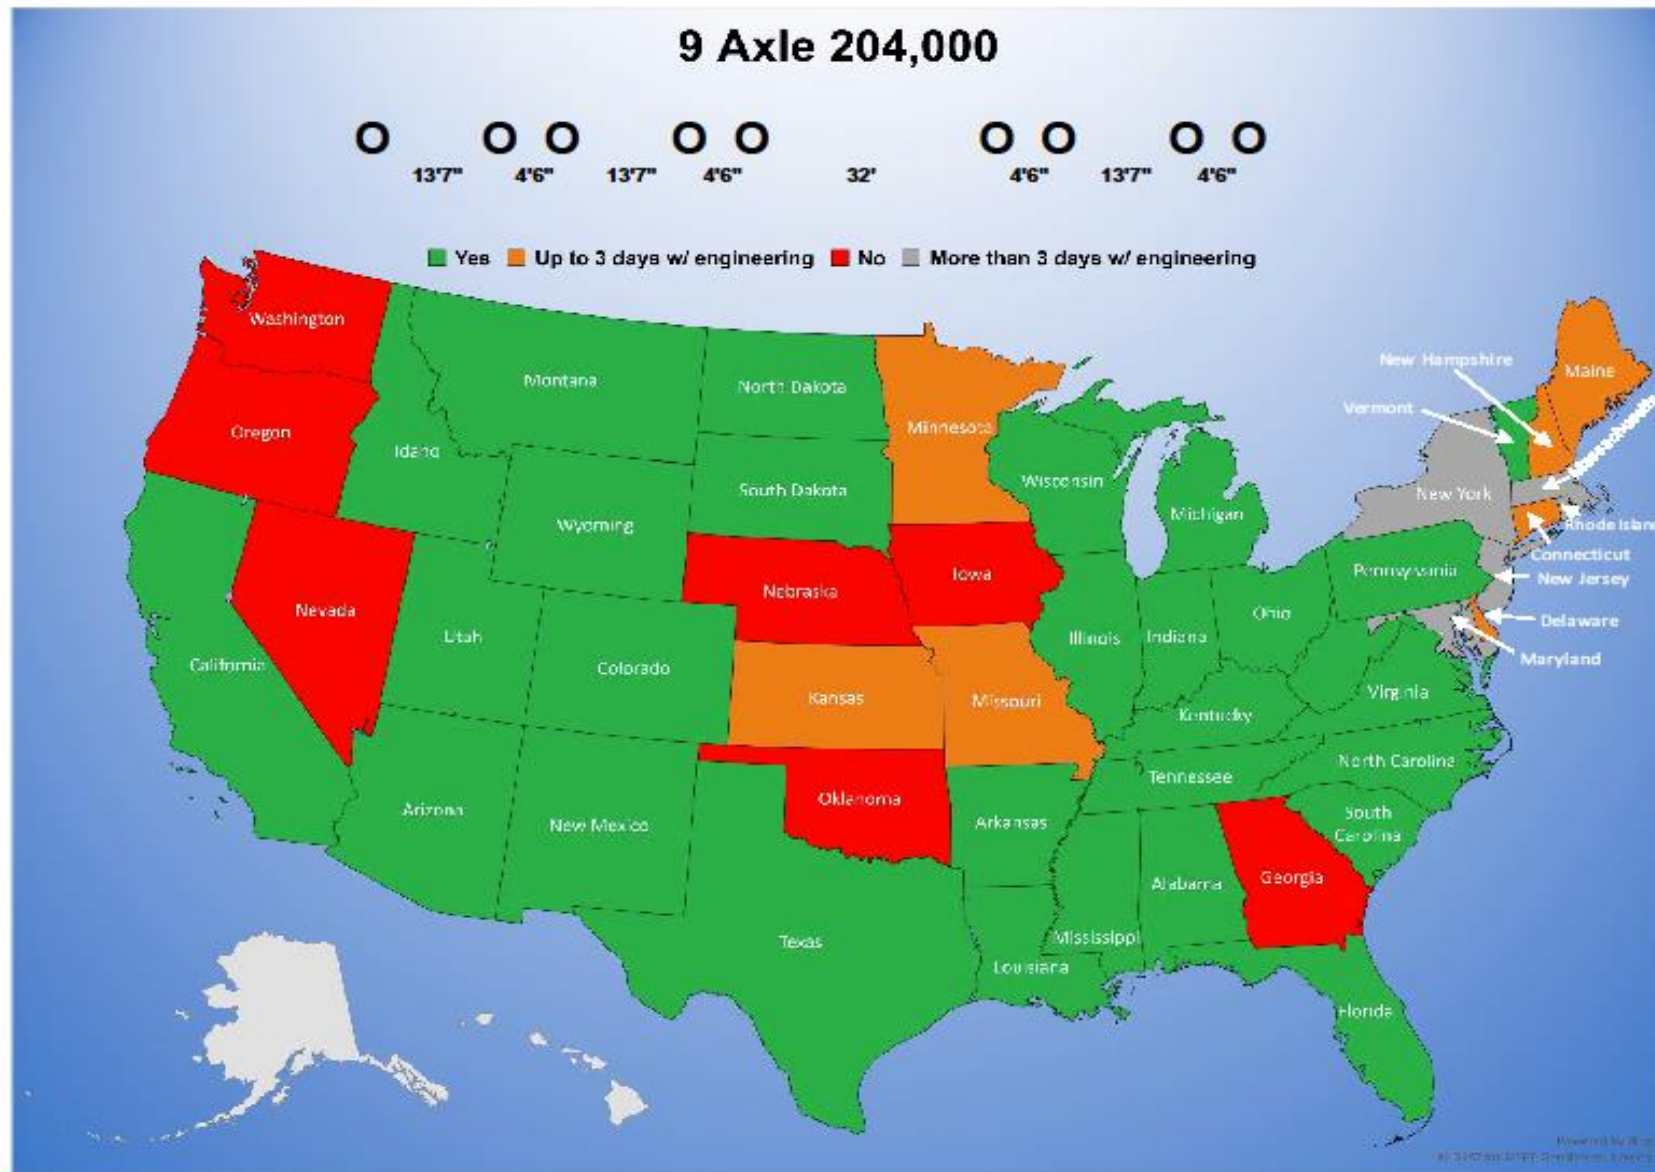 9 Axle 204,000
O O O O O O O O O
13'7" 4'6" 13'7" 4'6" 32' 4'6" 13'7" 4'6"
Yes Up to 3 days w/ engineering No More than 3 days w/ engineering
Washington
Montana
North Dakota
Minnesota
New Hampshire
Maine
Vermont
Massachusetts
Oregon
Idaho
South Dakota
Wisconsin
Michigan
New York
Rhode Island
Wyoming
Connecticut
Nebraska
Iowa
Pennsylvania
New Jersey
Nevada
Utah
Colorado
Illinois
Indiana
Ohio
Delaware
Maryland
California
Kansas
Missouri
Kentucky
Virginia
Arizona
New Mexico
Oklahoma
Arkansas
Tennessee
North Carolina
South
Carolina
Texas
Alabama
Georgia
Mississippi
Louisiana
Florida